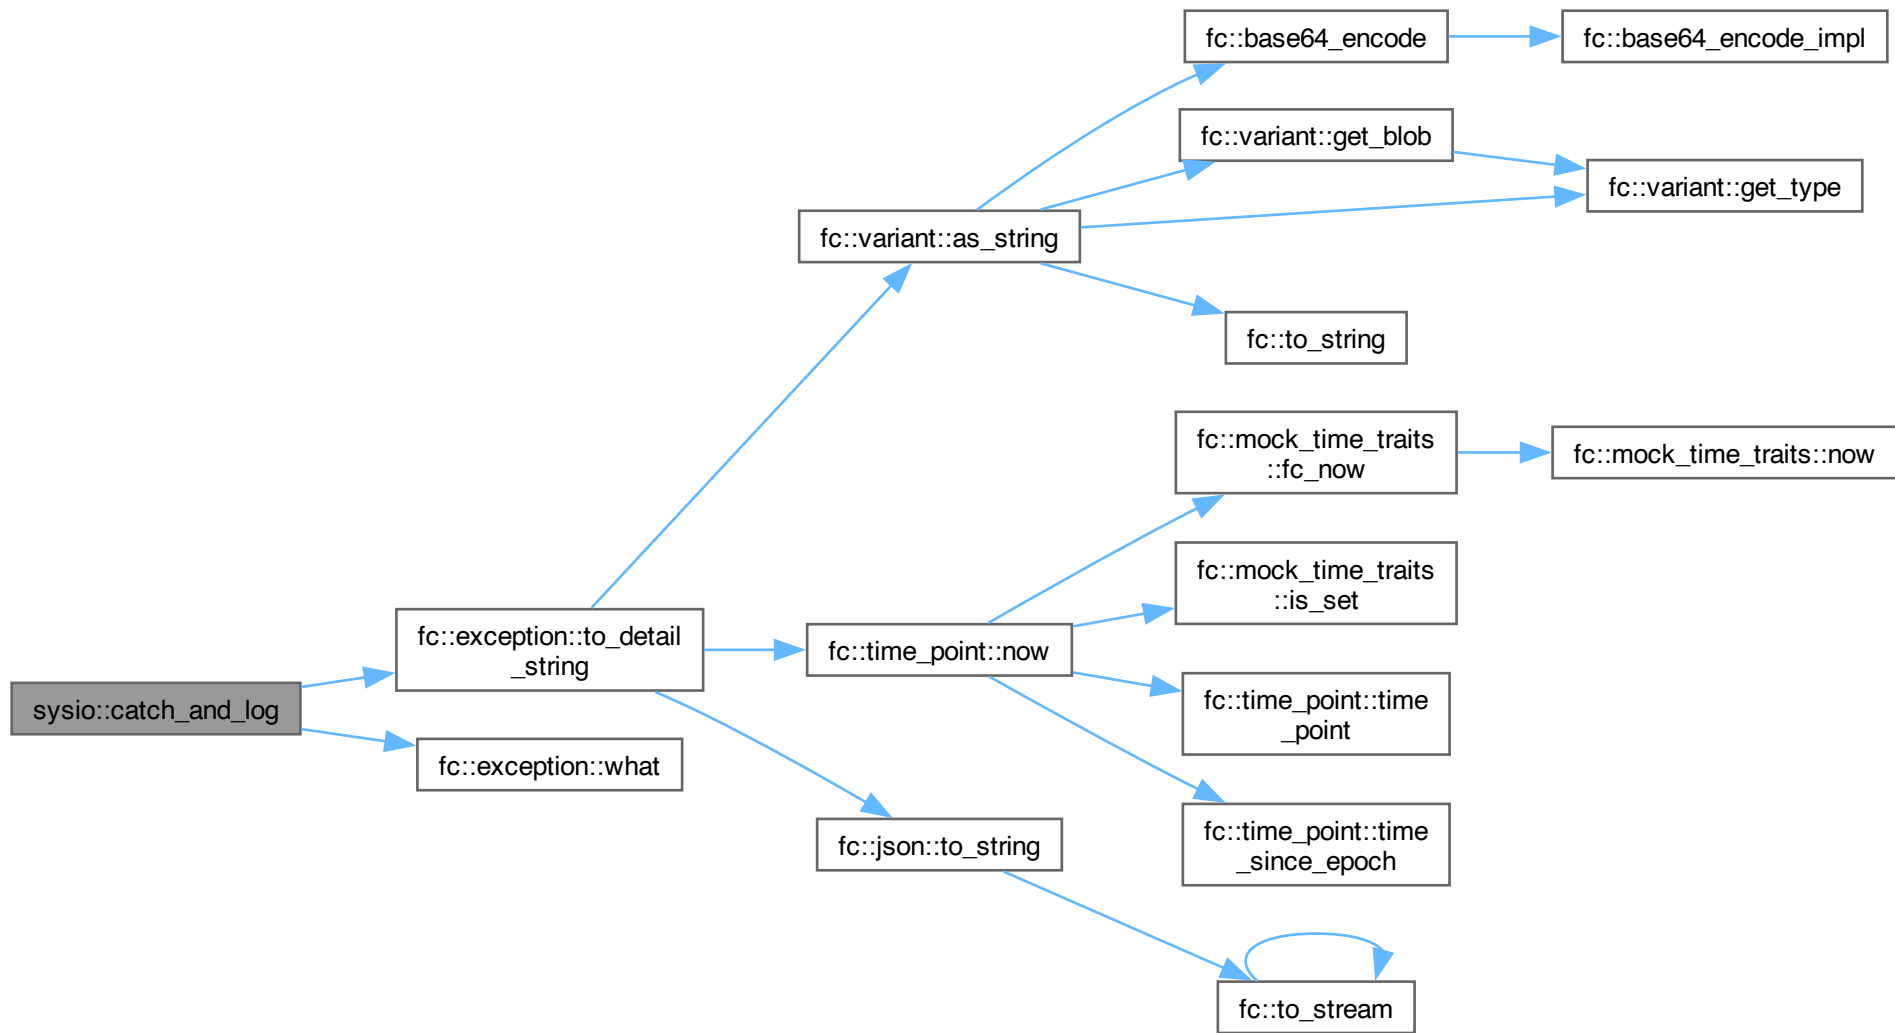 fc::base64_encode
fc::base64_encode_impl
fc::variant::get_blob
fc::variant::get_type
fc::variant::as_string
fc::to_string
fc::mock_time_traits
::fc_now
fc::mock_time_traits::now
fc::mock_time_traits
::is_set
fc::exception::to_detail
_string
fc::time_point::now
sysio::catch_and_log
fc::time_point::time
_point
fc::exception::what
fc::json::to_string
fc::time_point::time
_since_epoch
fc::to_stream